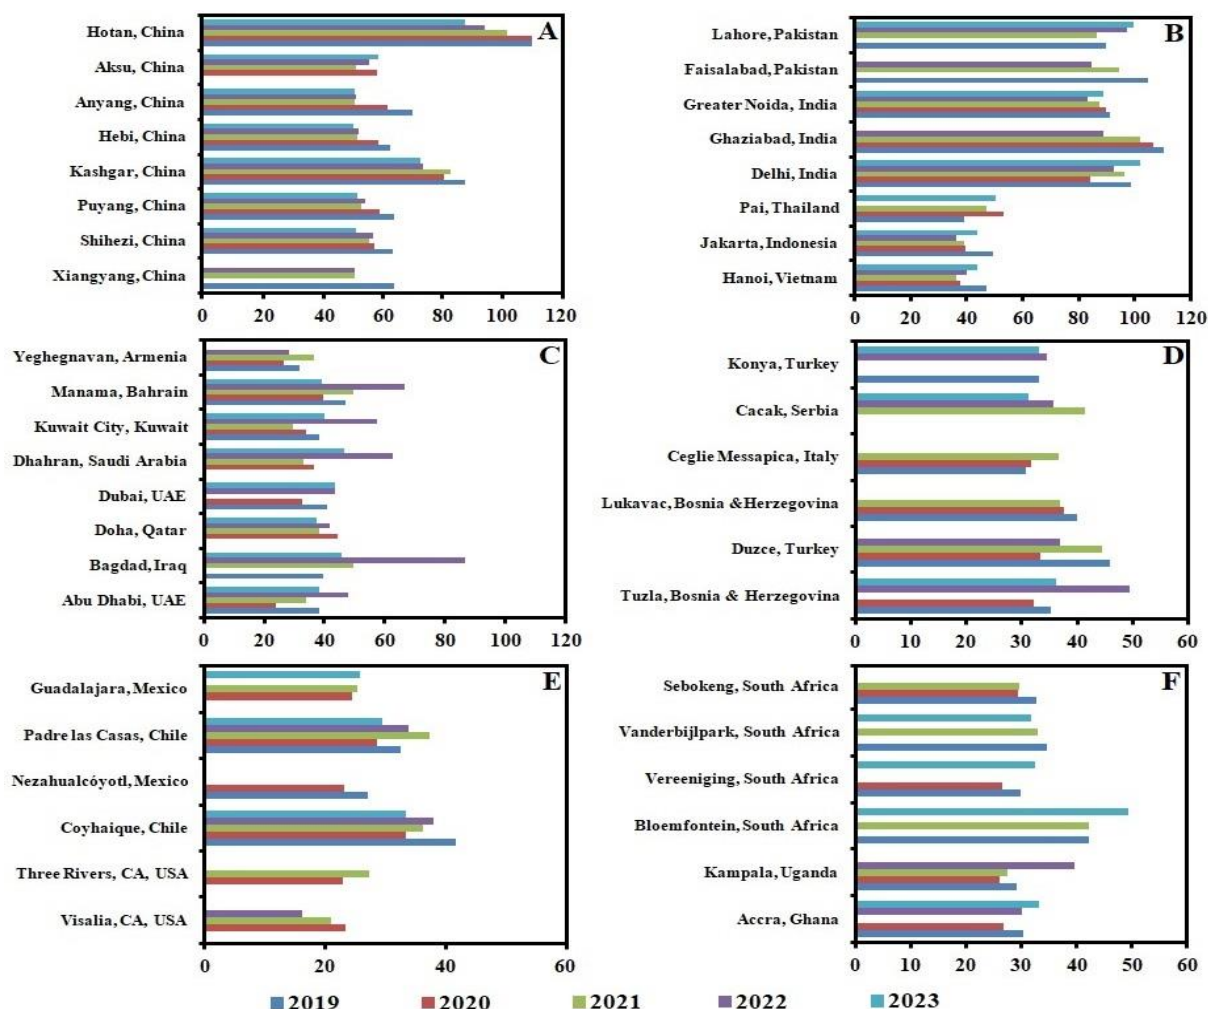 A
Hotan, China
Aksu, China
Anyang, China
Hebi, China
Kashgar, China
Puyang, China
Shihezi, China
Xiangyang, China
0 20 40 60 80 100 120
B
Lahore, Pakistan
Faisalabad, Pakistan
Greater Noida, India
Ghaziabad, India
Delhi, India
Pai, Thailand
Jakarta, Indonesia
Hanoi, Vietnam
0 20 40 60 80 100 120
C
Yeghegnavan, Armenia
Manama, Bahrain
Kuwait City, Kuwait
Dhahran, Saudi Arabia
Dubai, UAE
Doha, Qatar
Bagdad, Iraq
Abu Dhabi, UAE
0 20 40 60 80 100 120
D
Konya, Turkey
Cacak, Serbia
Ceglie Messapica, Italy
Lukavac, Bosnia &Herzegovina
Duzce, Turkey
Tuzla, Bosnia & Herzegovina
0 10 20 30 40 50 60
E
Guadalajara, Mexico
Padre las Casas, Chile
Nezahualcóyotl, Mexico
Coyhaique, Chile
Three Rivers, CA, USA
Visalia, CA, USA
0 20 40 60
F
Sebokeng, South Africa
Vanderbijlpark, South Africa
Vereeniging, South Africa
Bloemfontein, South Africa
Kampala, Uganda
Accra, Ghana
0 10 20 30 40 50 60
2019 2020 2021 2022 2023